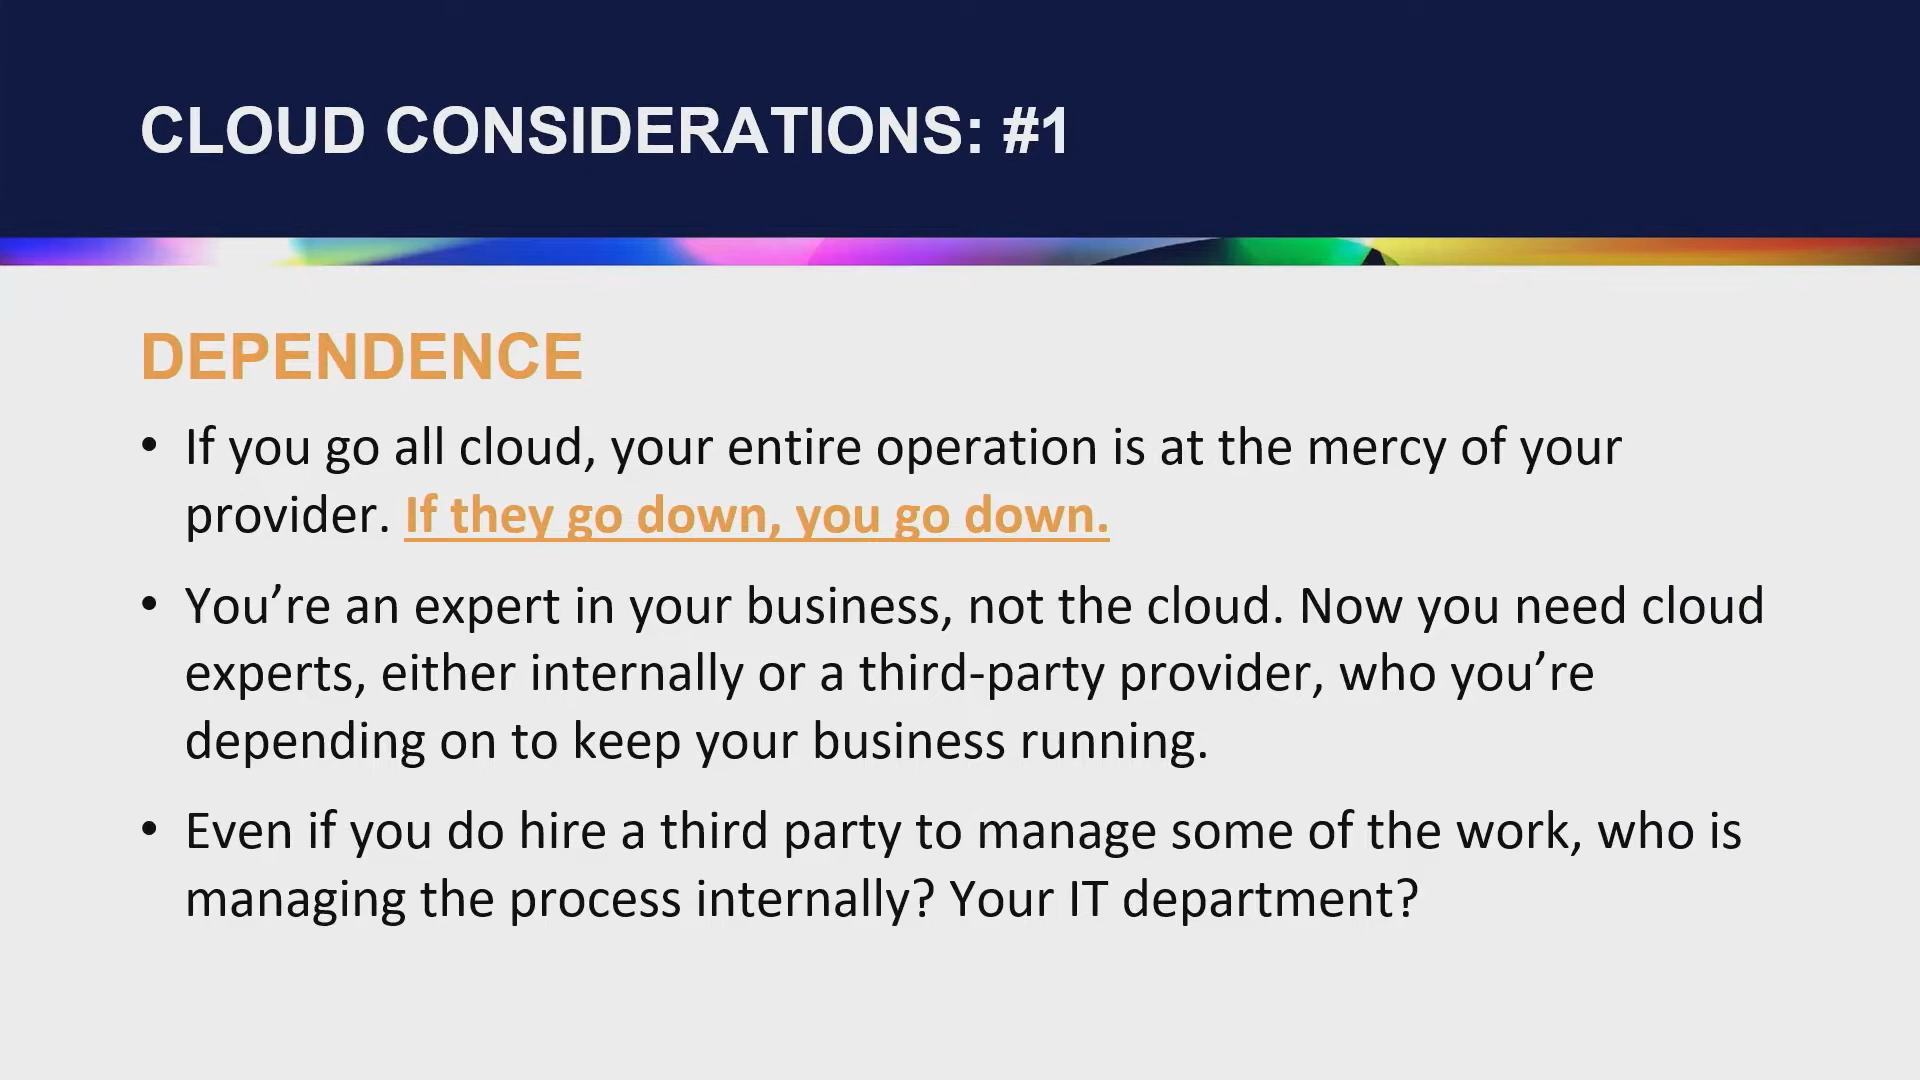 CLOUD CONSIDERATIONS: #1
DEPENDENCE
• If you go all cloud, your entire operation is at the mercy of your
provider. If they go down, you go down.
• You’re an expert in your business, not the cloud. Now you need cloud
experts, either internally or a third-party provider, who you’re
depending on to keep your business running.
• Even if you do hire a third party to manage some of the work, who is
managing the process internally? Your IT department?